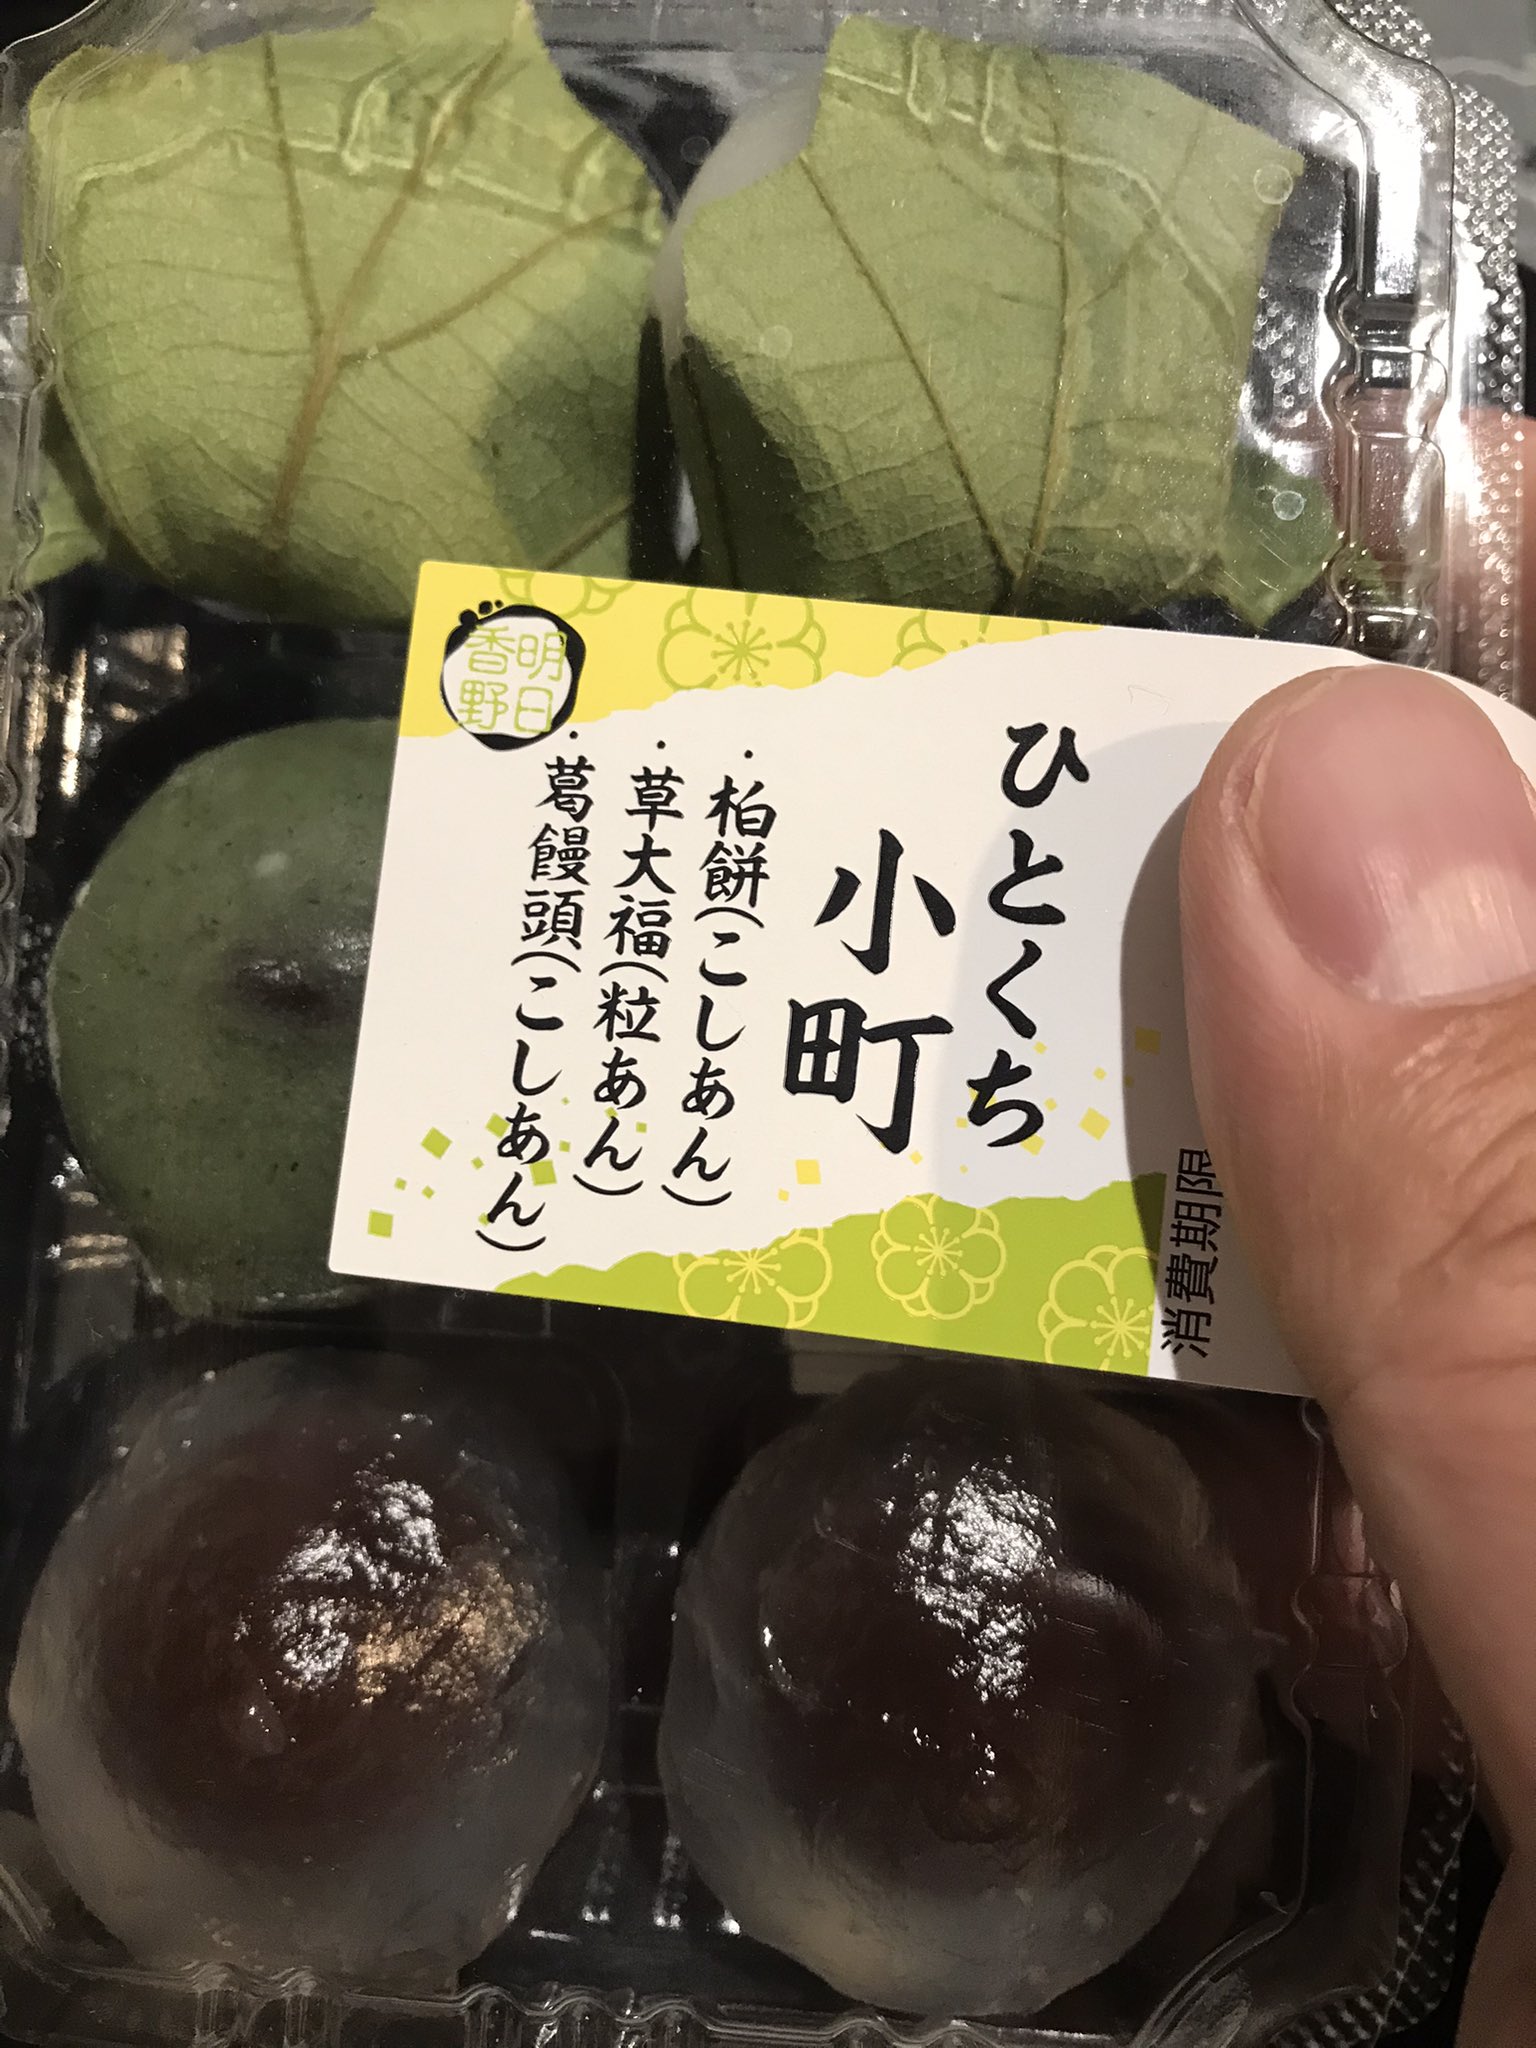 ひとくち
小町
・柏餅(こしあん)
・草大福(粒あん)
・葛饅頭(こしあん)
明日
香野
消費期限